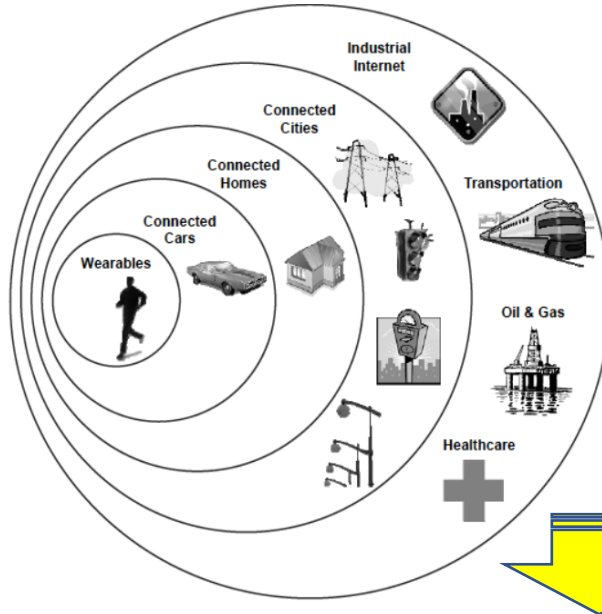 Industrial
Internet
Connected
Cities
Connected
Homes
Transportation
Connected
Cars
Wearables
Oil & Gas
Healthcare